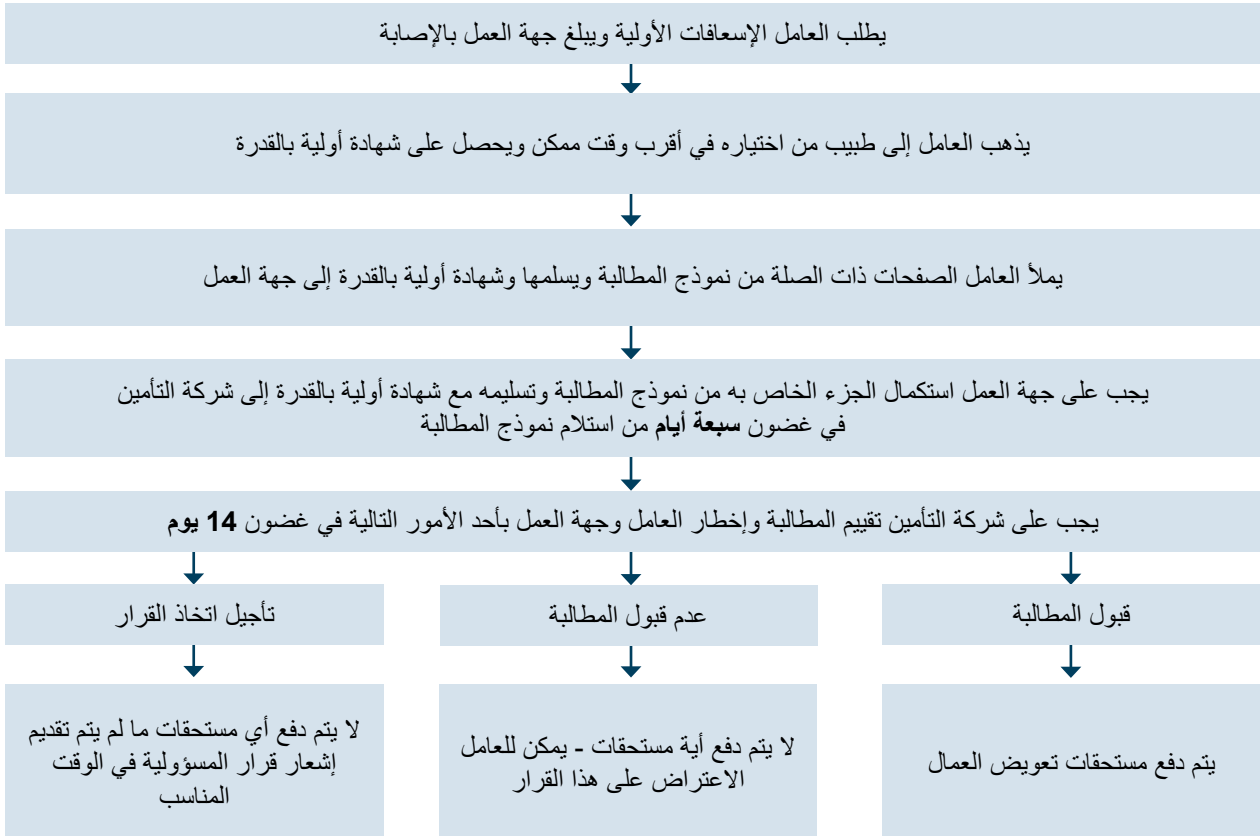 يطلب العامل الإسعافات الأولية ويبلغ جهة العمل بالإصابة
يذهب العامل إلى طبيب من اختياره في أقرب وقت ممكن ويحصل على شهادة أولية بالقدرة
يملأ العامل الصفحات ذات الصلة من نموذج المطالبة ويسلمها وشهادة أولية بالقدرة إلى جهة العمل
يجب على جهة العمل استكمال الجزء الخاص به من نموذج المطالبة وتسليمه مع شهادة أولية بالقدرة إلى شركة التأمين
في غضون سبعة أيام من استلام نموذج المطالبة
يجب على شركة التأمين تقييم المطالبة وإخطار العامل وجهة العمل بأحد الأمور التالية في غضون 14 يوم
قبول المطالبة
يتم دفع مستحقات تعويض العمال
عدم قبول المطالبة
لا يتم دفع أية مستحقات - يمكن للعامل
الاعتراض على هذا القرار
تأجيل اتخاذ القرار
لا يتم دفع أي مستحقات ما لم يتم تقديم
إشعار قرار المسؤولية في الوقت
المناسب